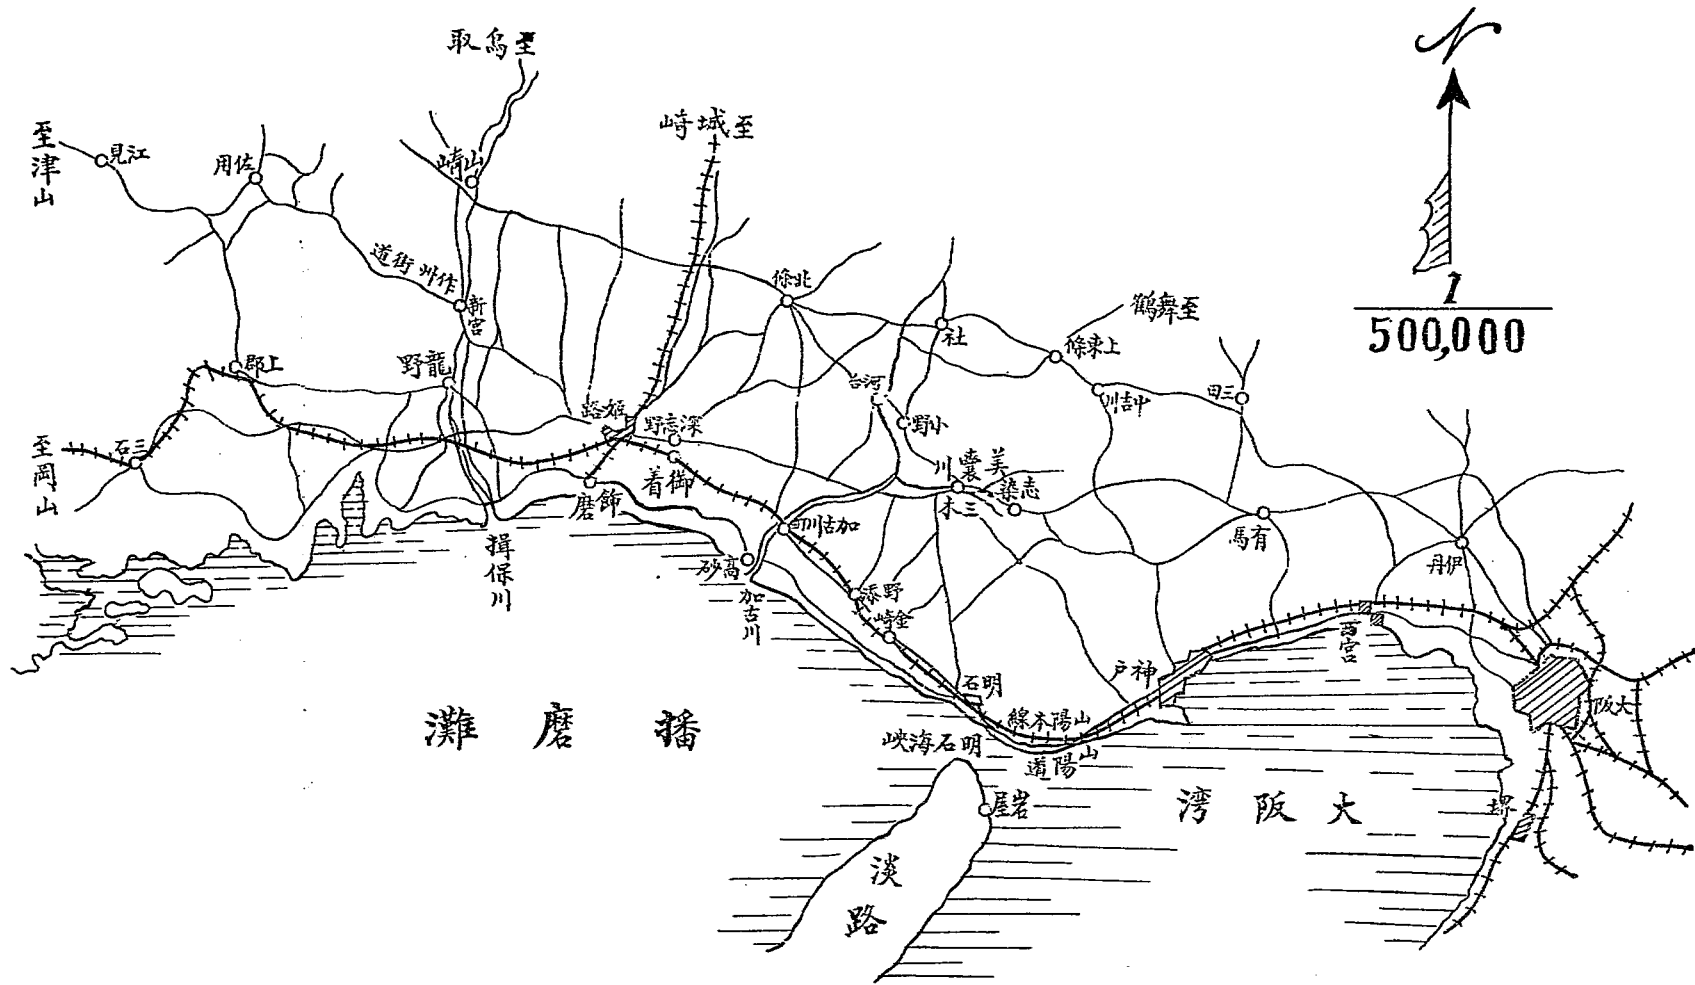 N
至鳥取
至城崎
至津山
江見
佐用
山崎
作州街道
新宮
北條
至舞鶴
1
500,000
社
上東條
上郡
龍野
河合
中吉川
三田
姫路
深志野
小野
至岡山
三石
御着
飾磨
美嚢川
志染
三木
加古川町
有馬
伊丹
揖保川
高砂
加古川
野添
金崎
西宮
神戸
明石
山陽本線
明石海峡
山陽道
大阪
播磨灘
岩屋
大阪湾
堺
淡路